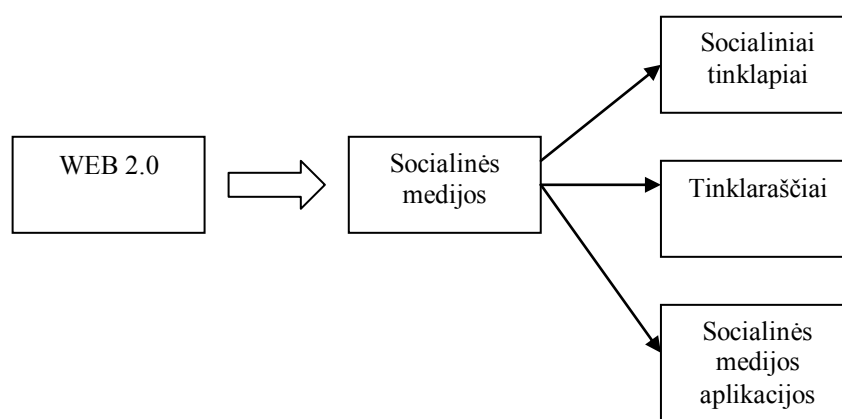 WEB 2.0
Socialinės
medijos
Socialiniai
tinklapiai
Tinklaraščiai
Socialinės
medijos
aplikacijos